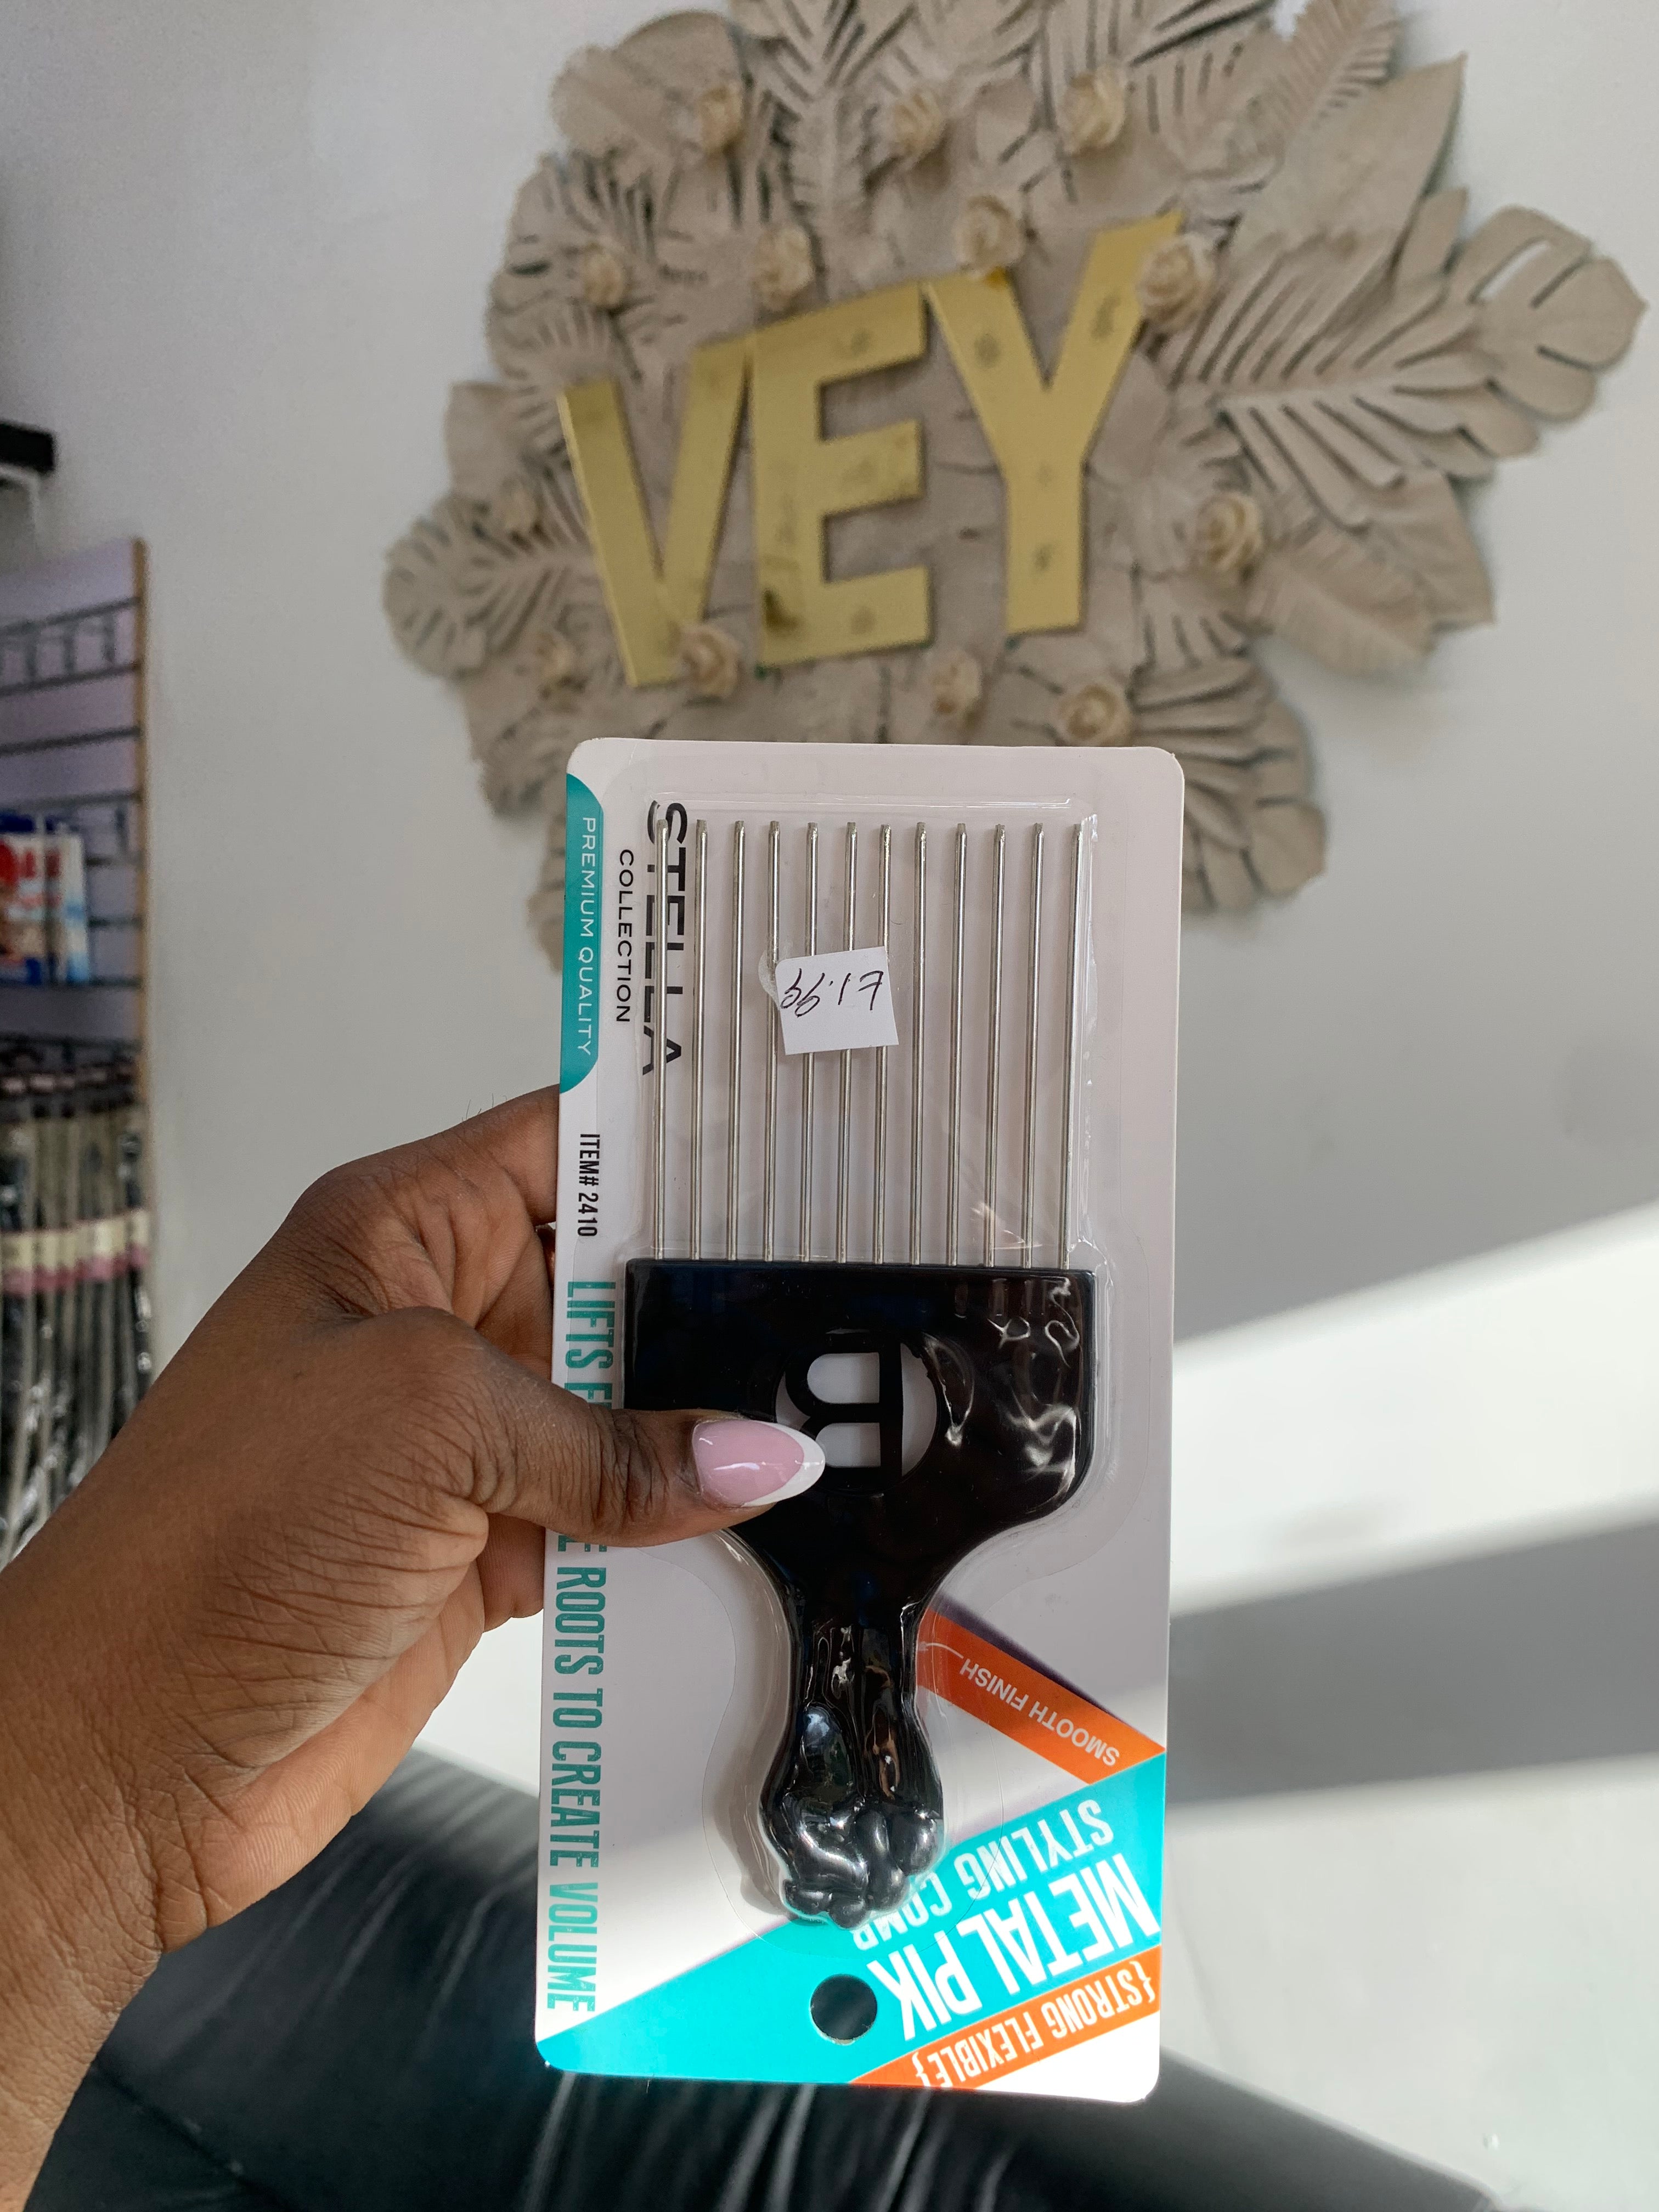 VEY
STELLA
COLLECTION
PREMIUM QUALITY
ITEM# 2410
£1.99
B
LIFTS
ROOTS TO CREATE VOLUME
SMOOTH FINISH
{STRONG FLEXIBLE}
METAL PIK
STYLING COMB